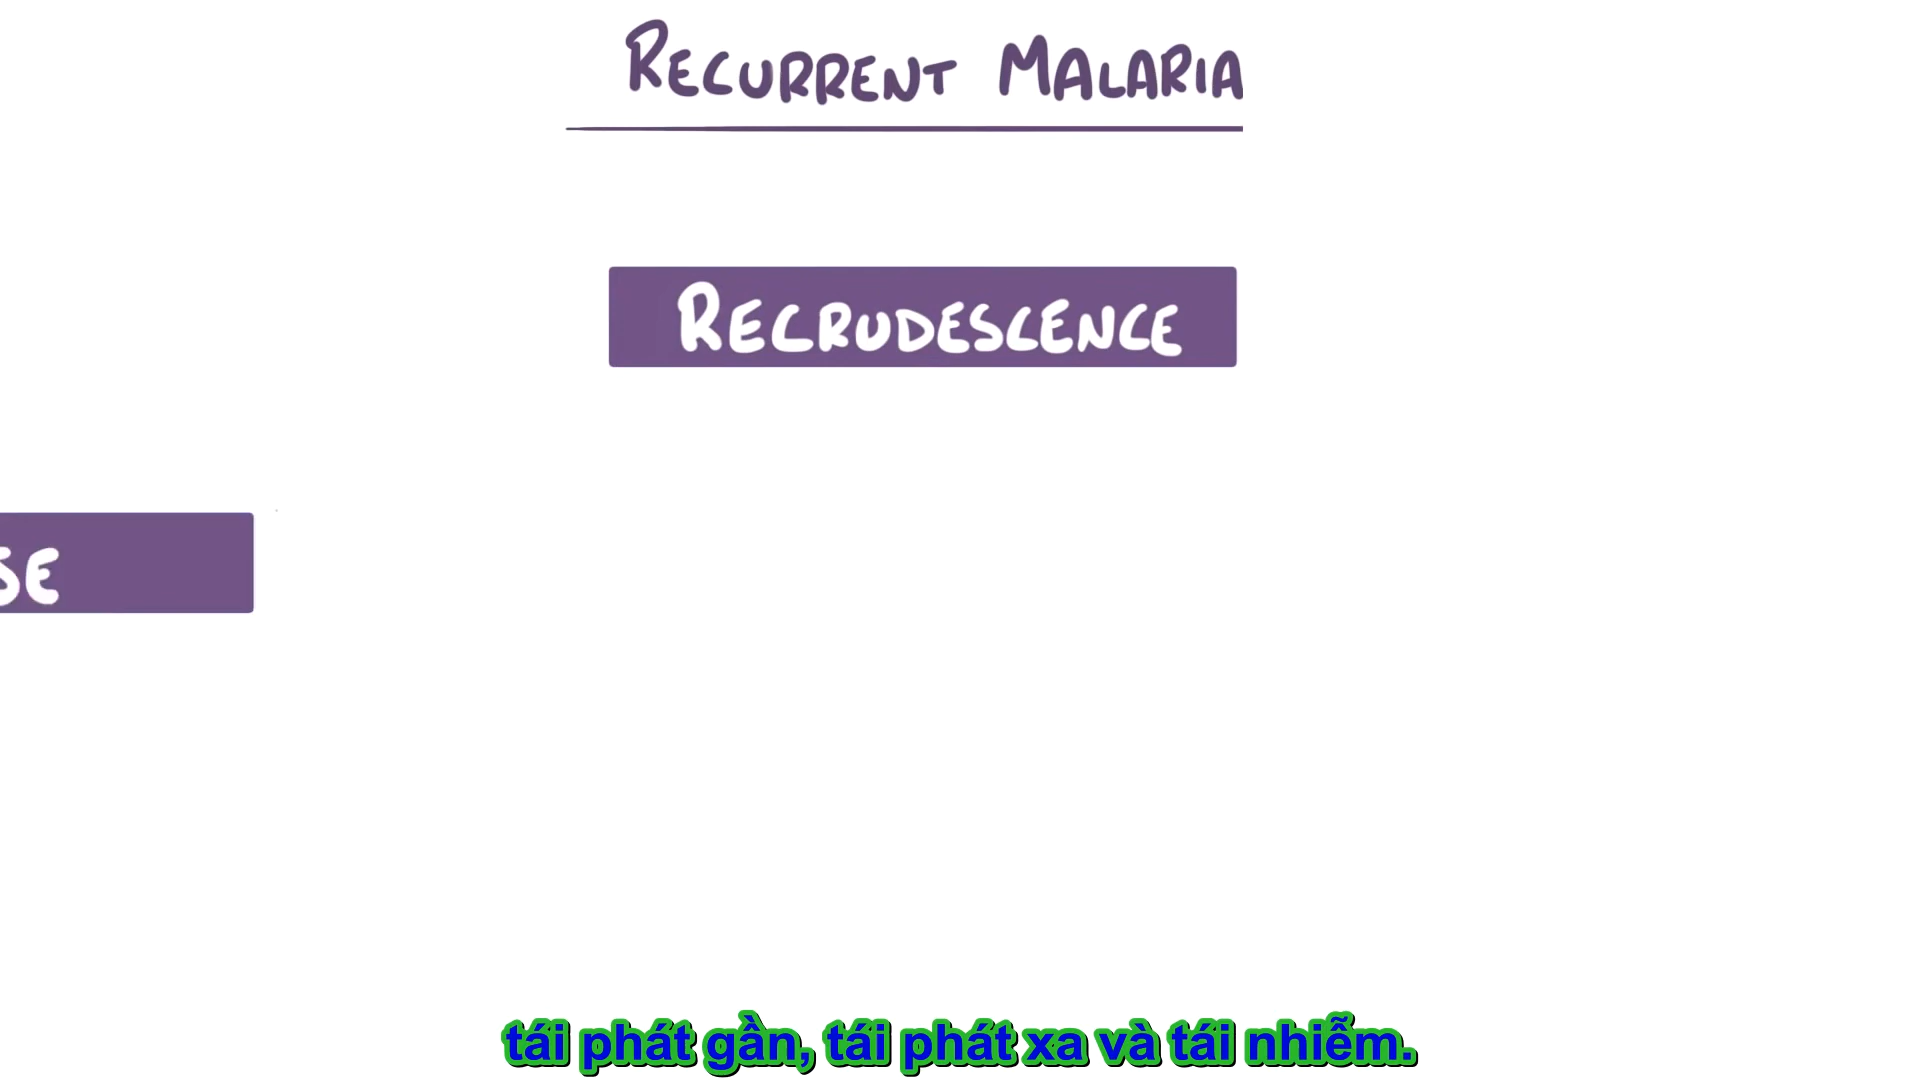 RECURRENT MALARIA
RECRUDESCENCE
SE
tái phát gần, tái phát xa và tái nhiễm.